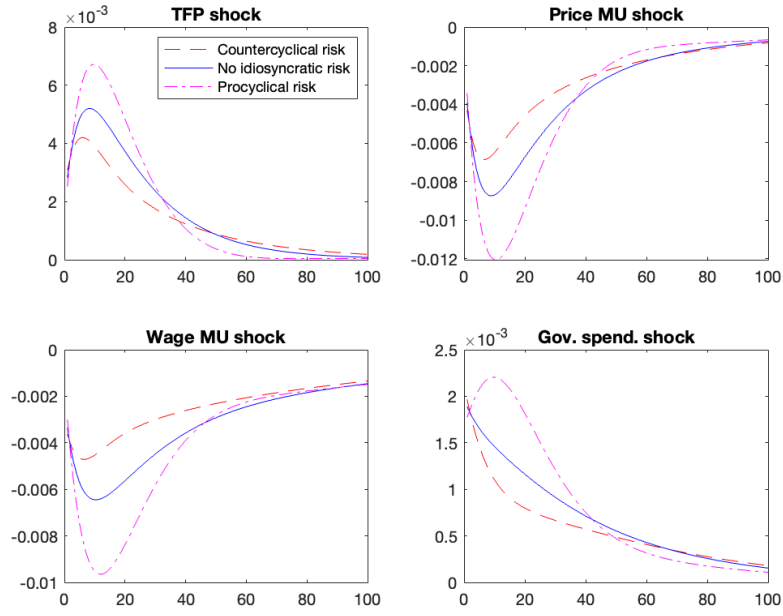 TFP shock
×10⁻³
8
6
4
2
0
0 20 40 60 80 100
Countercyclical risk
No idiosyncratic risk
Procyclical risk
Price MU shock
0
-0.002
-0.004
-0.006
-0.008
-0.01
-0.012
0 20 40 60 80 100
Wage MU shock
0
-0.002
-0.004
-0.006
-0.008
-0.01
0 20 40 60 80 100
Gov. spend. shock
×10⁻³
2.5
2
1.5
1
0.5
0
0 20 40 60 80 100